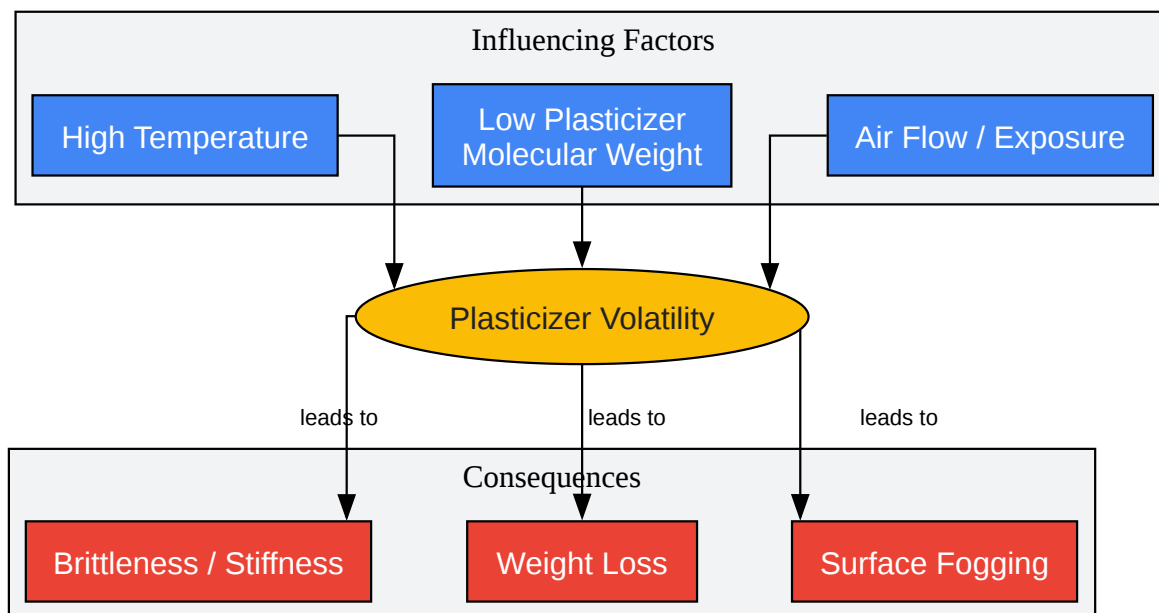 Influencing Factors
High Temperature
Low Plasticizer
Molecular Weight
Air Flow / Exposure
Plasticizer Volatility
leads to
leads to
leads to
Consequences
Brittleness / Stiffness
Weight Loss
Surface Fogging